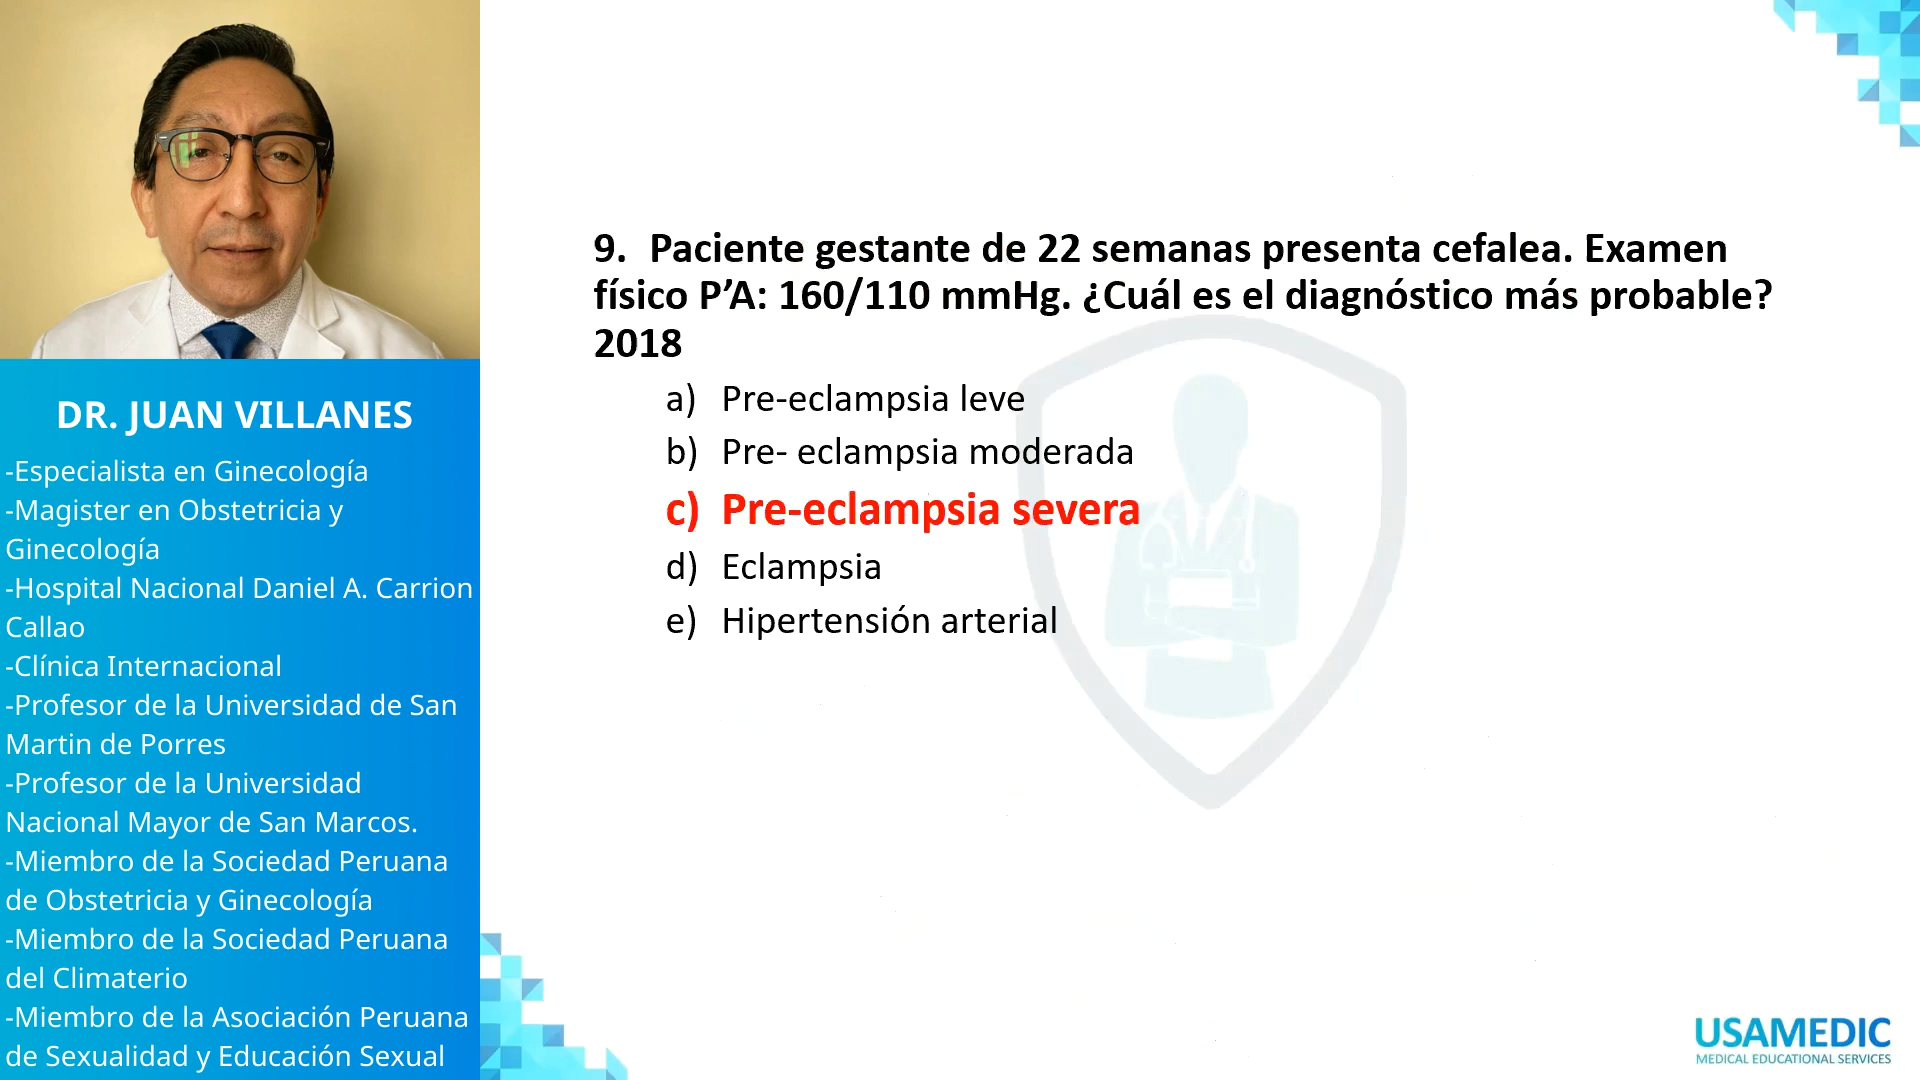 DR. JUAN VILLANES
-Especialista en Ginecología
-Magister en Obstetricia y
Ginecología
-Hospital Nacional Daniel A. Carrion
Callao
-Clínica Internacional
-Profesor de la Universidad de San
Martin de Porres
-Profesor de la Universidad
Nacional Mayor de San Marcos.
-Miembro de la Sociedad Peruana
de Obstetricia y Ginecología
-Miembro de la Sociedad Peruana
del Climaterio
-Miembro de la Asociación Peruana
de Sexualidad y Educación Sexual
9. Paciente gestante de 22 semanas presenta cefalea. Examen
físico P’A: 160/110 mmHg. ¿Cuál es el diagnóstico más probable?
2018
a) Pre-eclampsia leve
b) Pre- eclampsia moderada
c) Pre-eclampsia severa
d) Eclampsia
e) Hipertensión arterial
USAMEDIC
MEDICAL EDUCATIONAL SERVICES